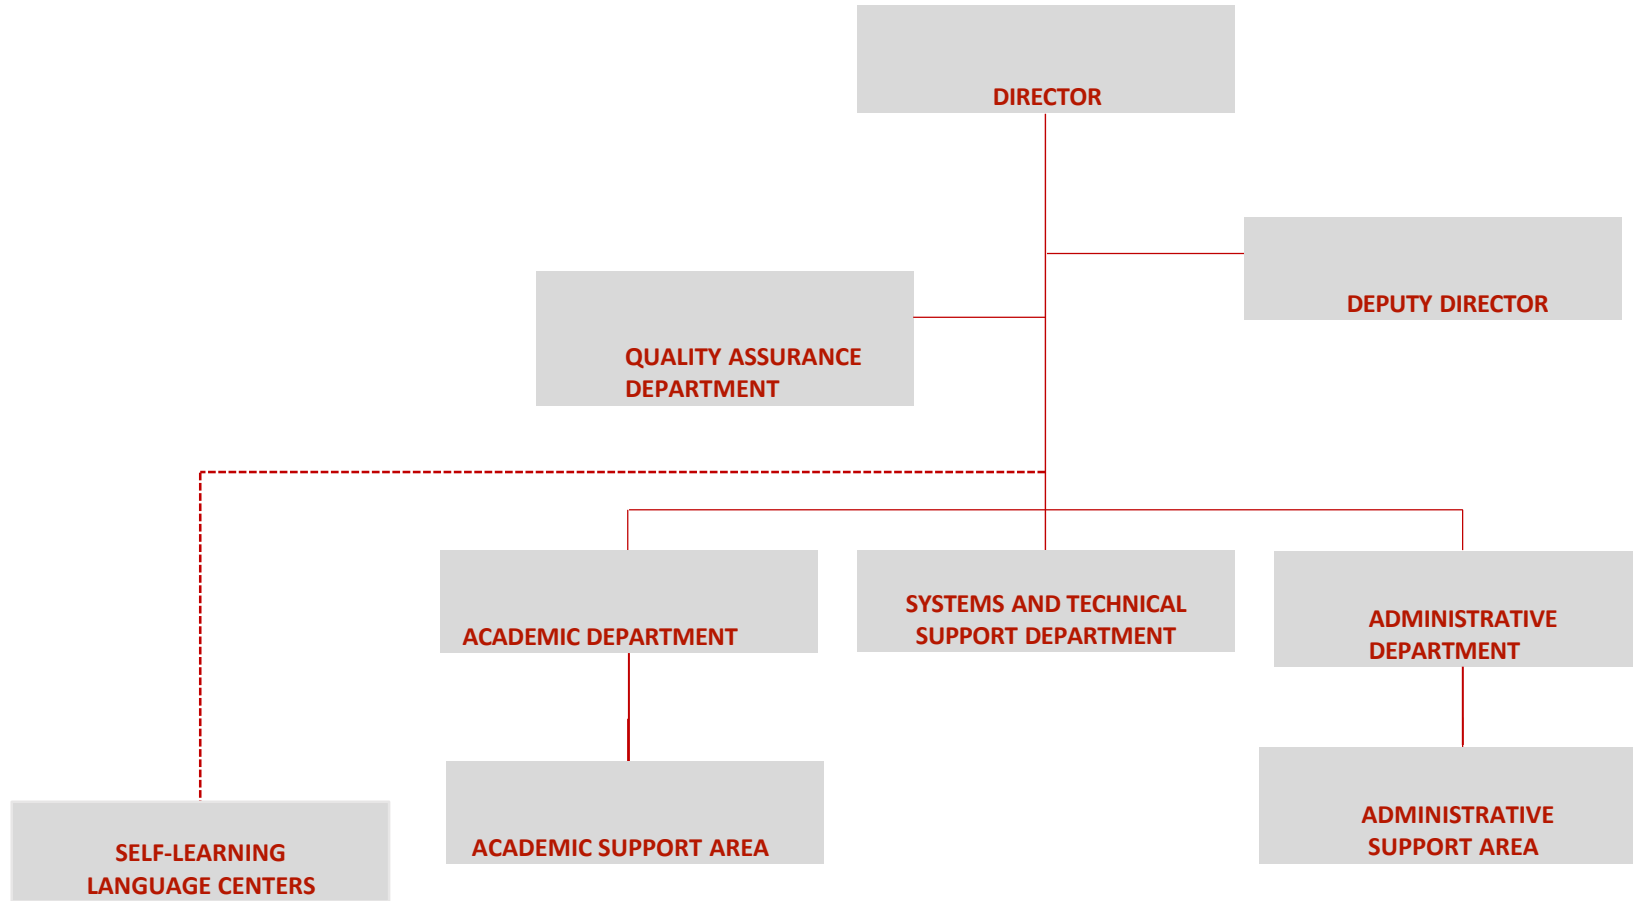 DIRECTOR
DEPUTY DIRECTOR
QUALITY ASSURANCE
DEPARTMENT
ACADEMIC DEPARTMENT
SYSTEMS AND TECHNICAL
SUPPORT DEPARTMENT
ADMINISTRATIVE
DEPARTMENT
SELF-LEARNING
LANGUAGE CENTERS
ACADEMIC SUPPORT AREA
ADMINISTRATIVE
SUPPORT AREA